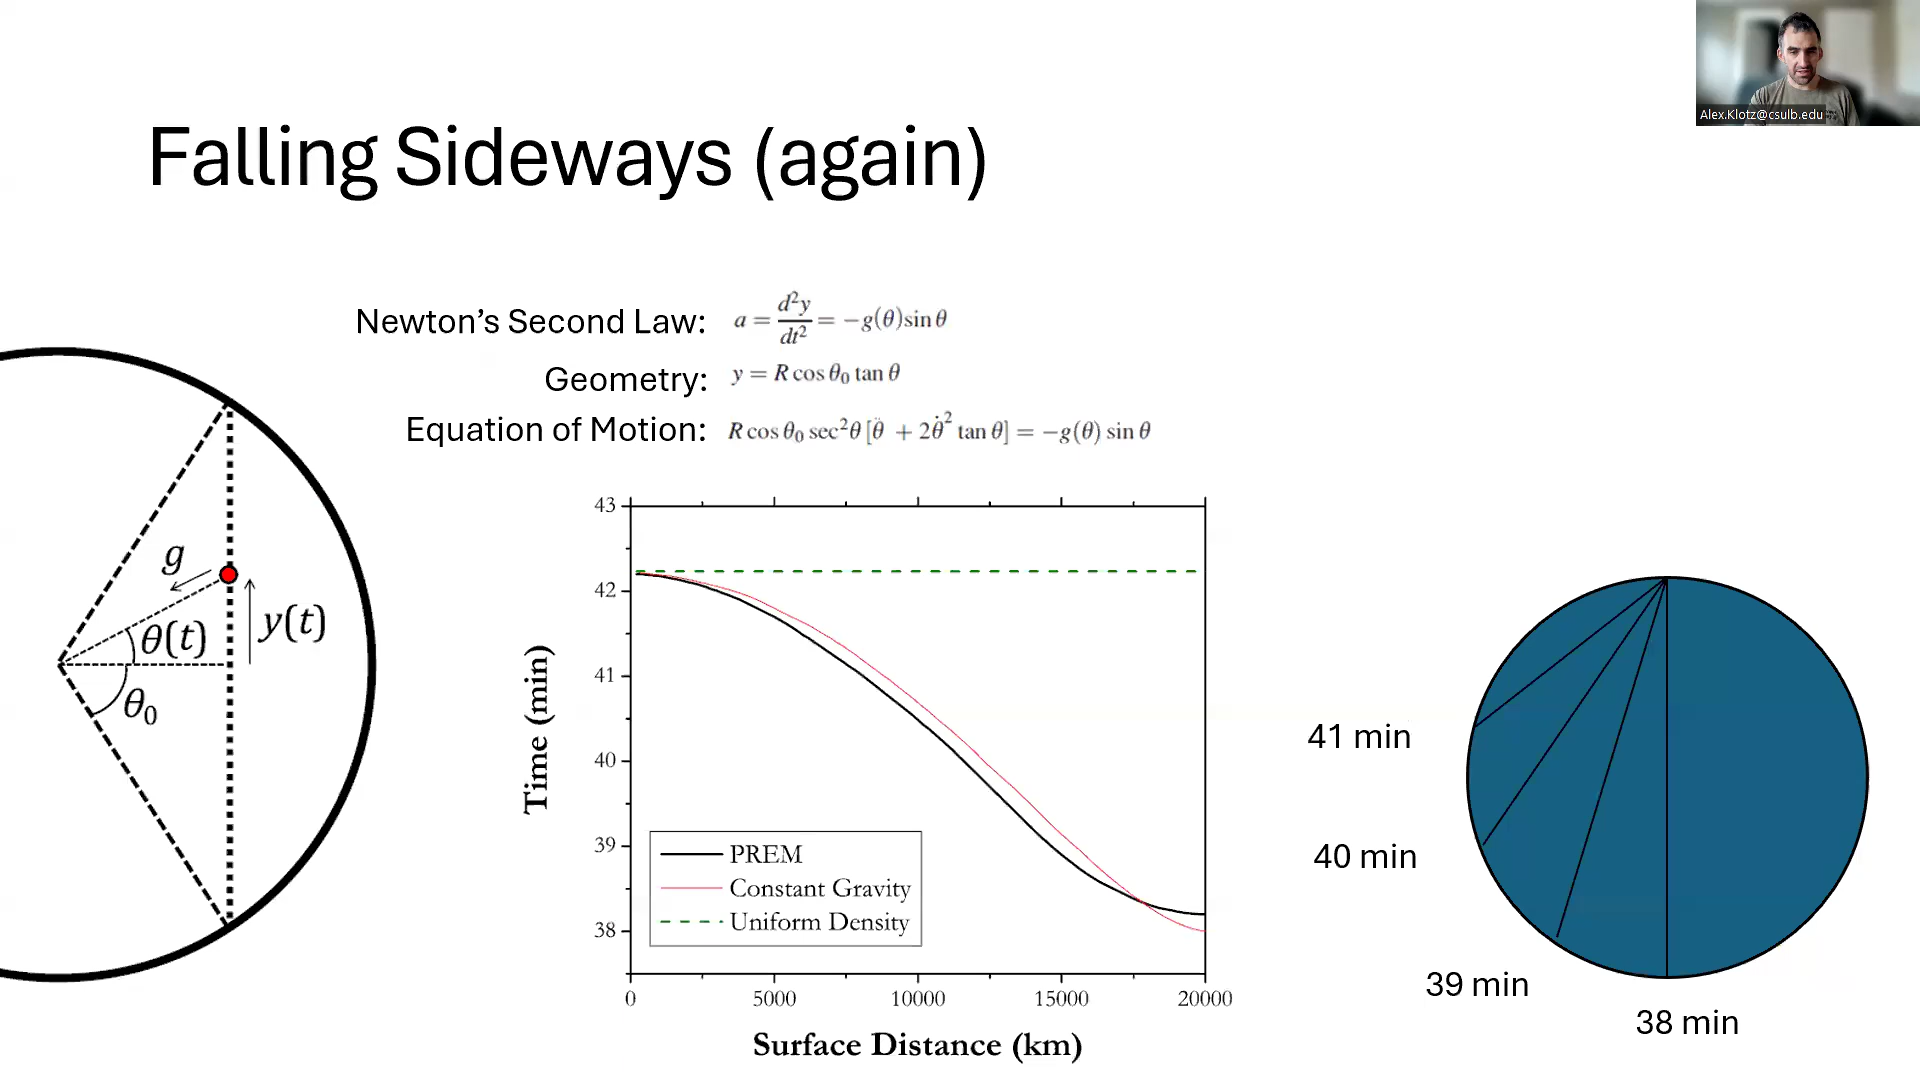 Alex.Klotz@csulb.edu
Falling Sideways (again)
Newton's Second Law: a = d²y/dt² = −g(θ)sin θ
Geometry: y = R cos θ₀ tan θ
Equation of Motion: R cos θ₀ sec²θ [θ̈ + 2θ̇² tan θ] = −g(θ) sin θ
g
θ(t)
y(t)
θ₀
43
42
41
40
39
38
Time (min)
PREM
Constant Gravity
Uniform Density
0 5000 10000 15000 20000
Surface Distance (km)
41 min
40 min
39 min
38 min